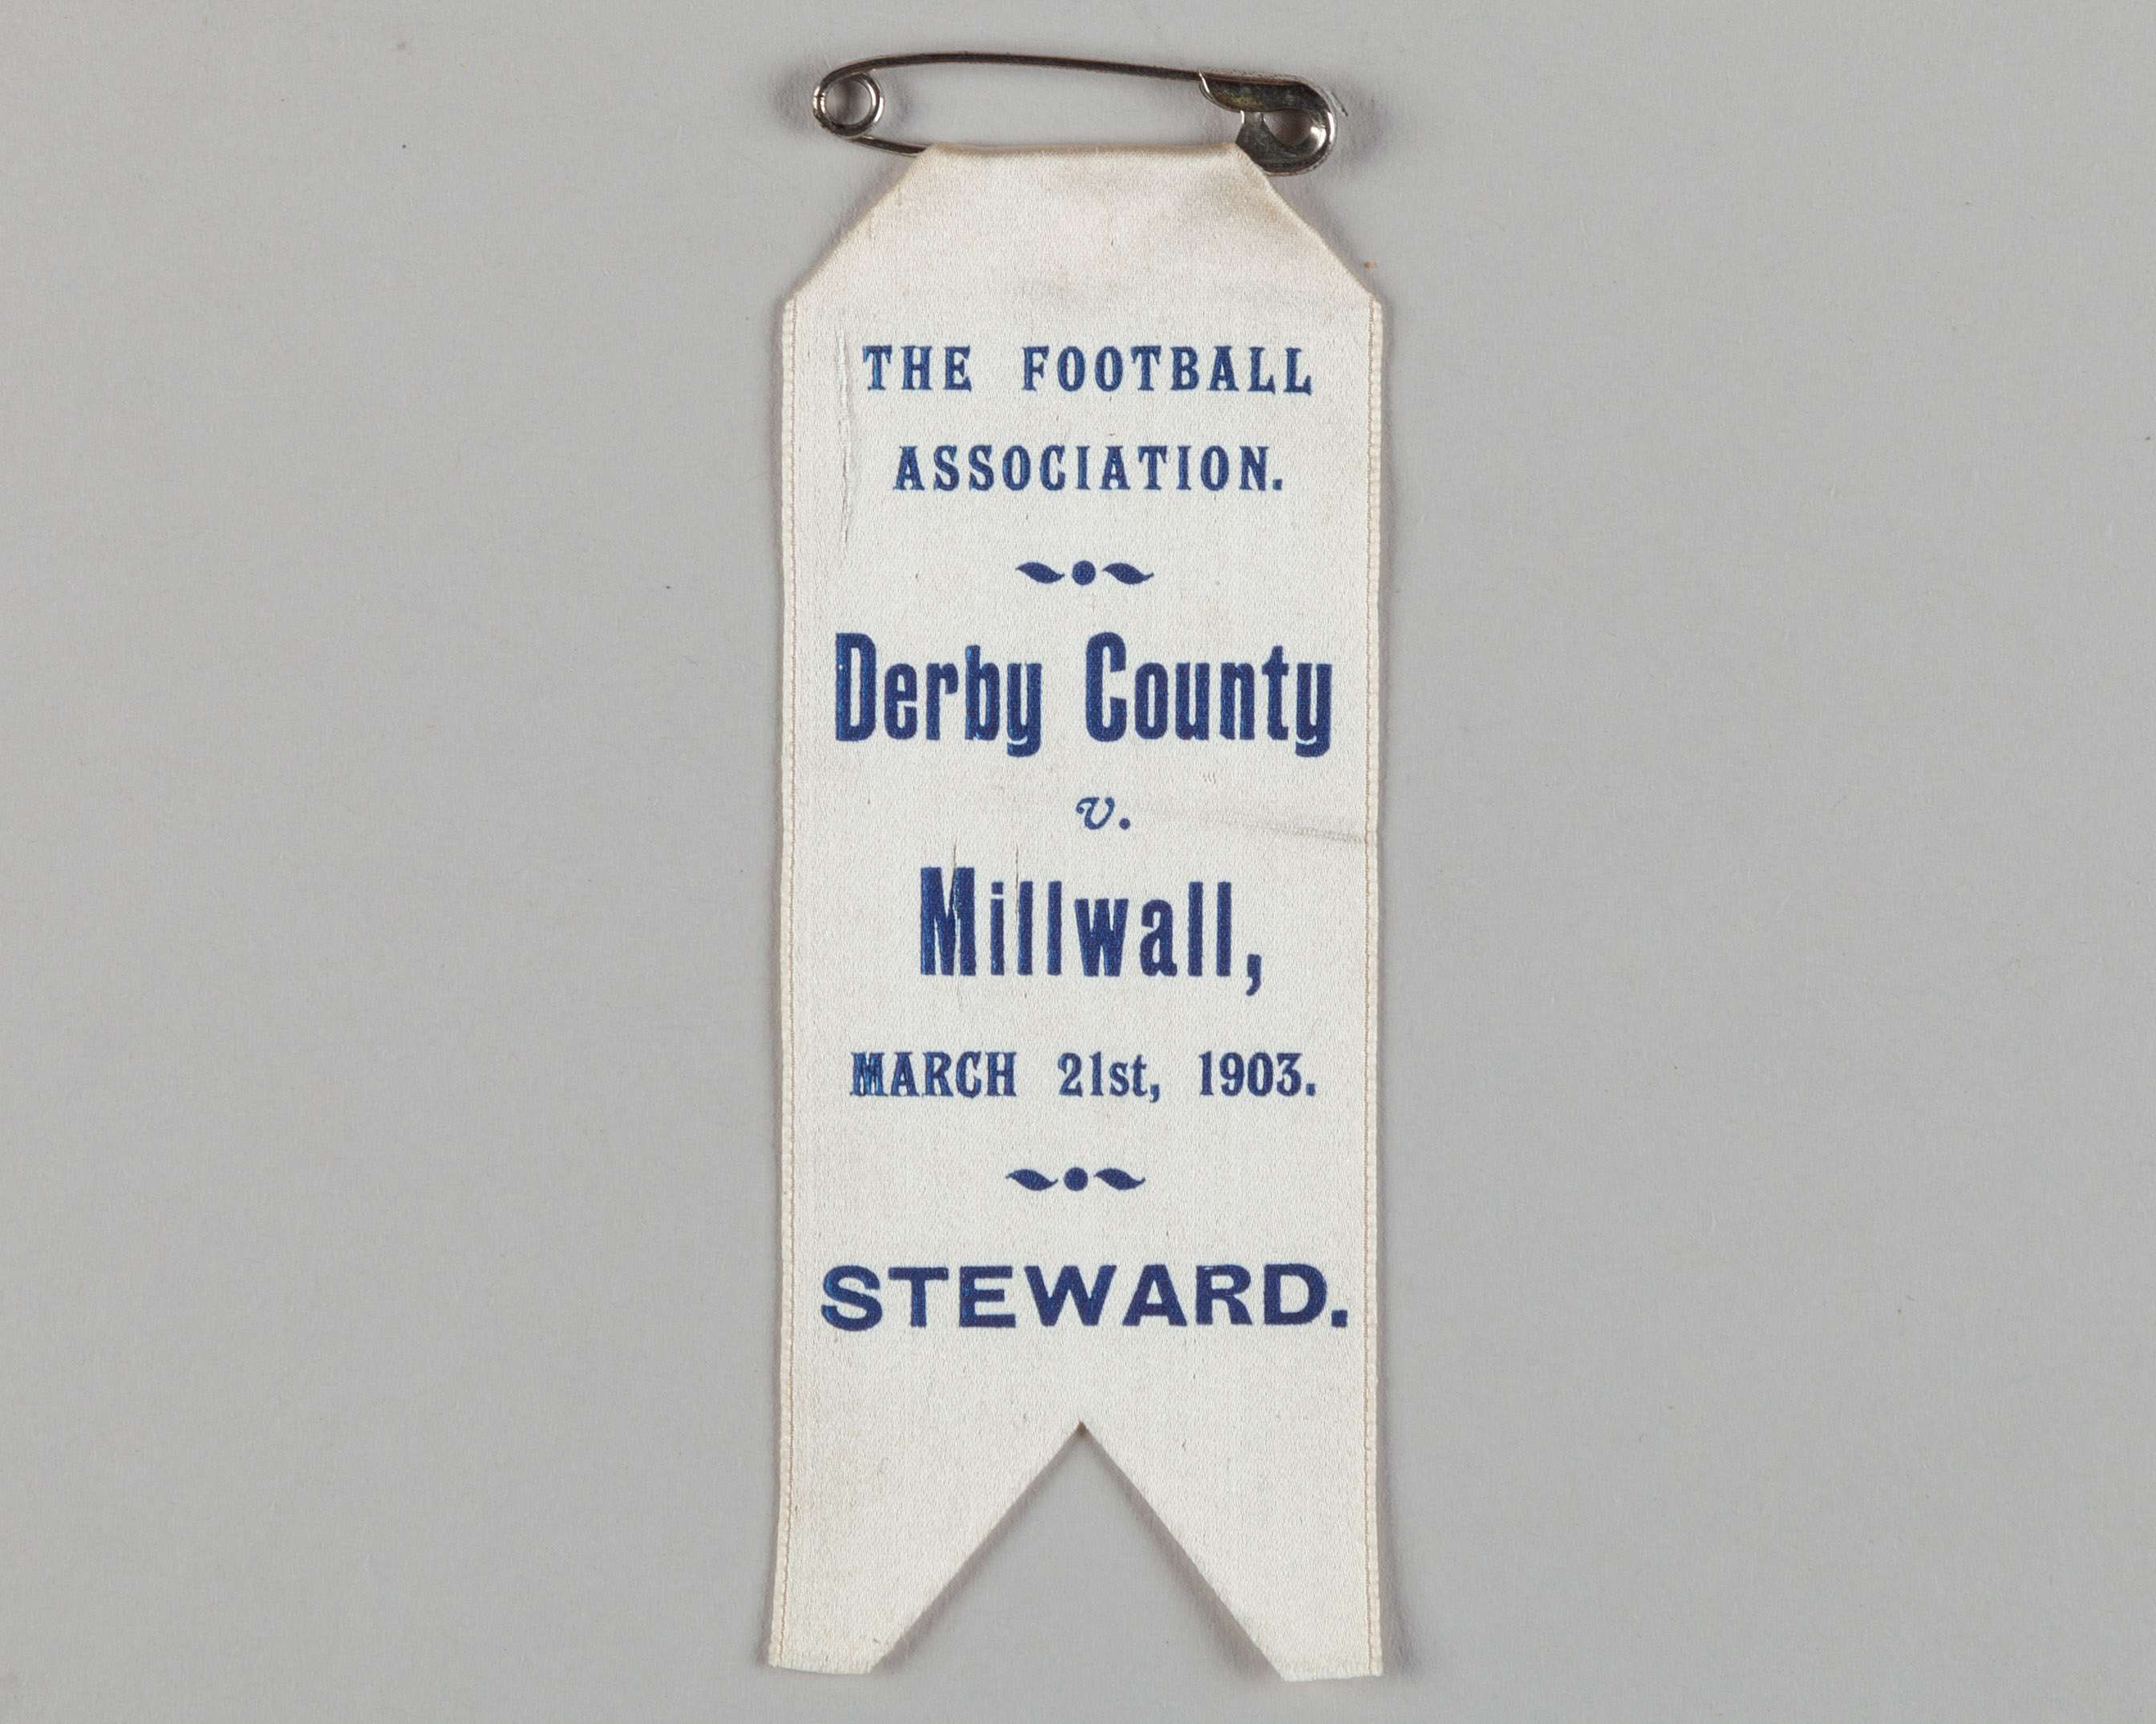 THE FOOTBALL
ASSOCIATION.
Derby County
v.
Millwall,
MARCH 21st, 1903.
STEWARD.